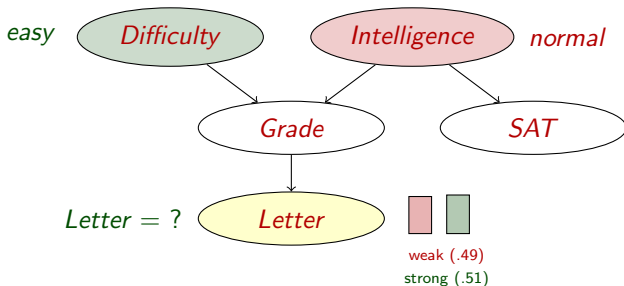 easy Difficulty Intelligence normal
Grade SAT
Letter = ? Letter
weak (.49)
strong (.51)